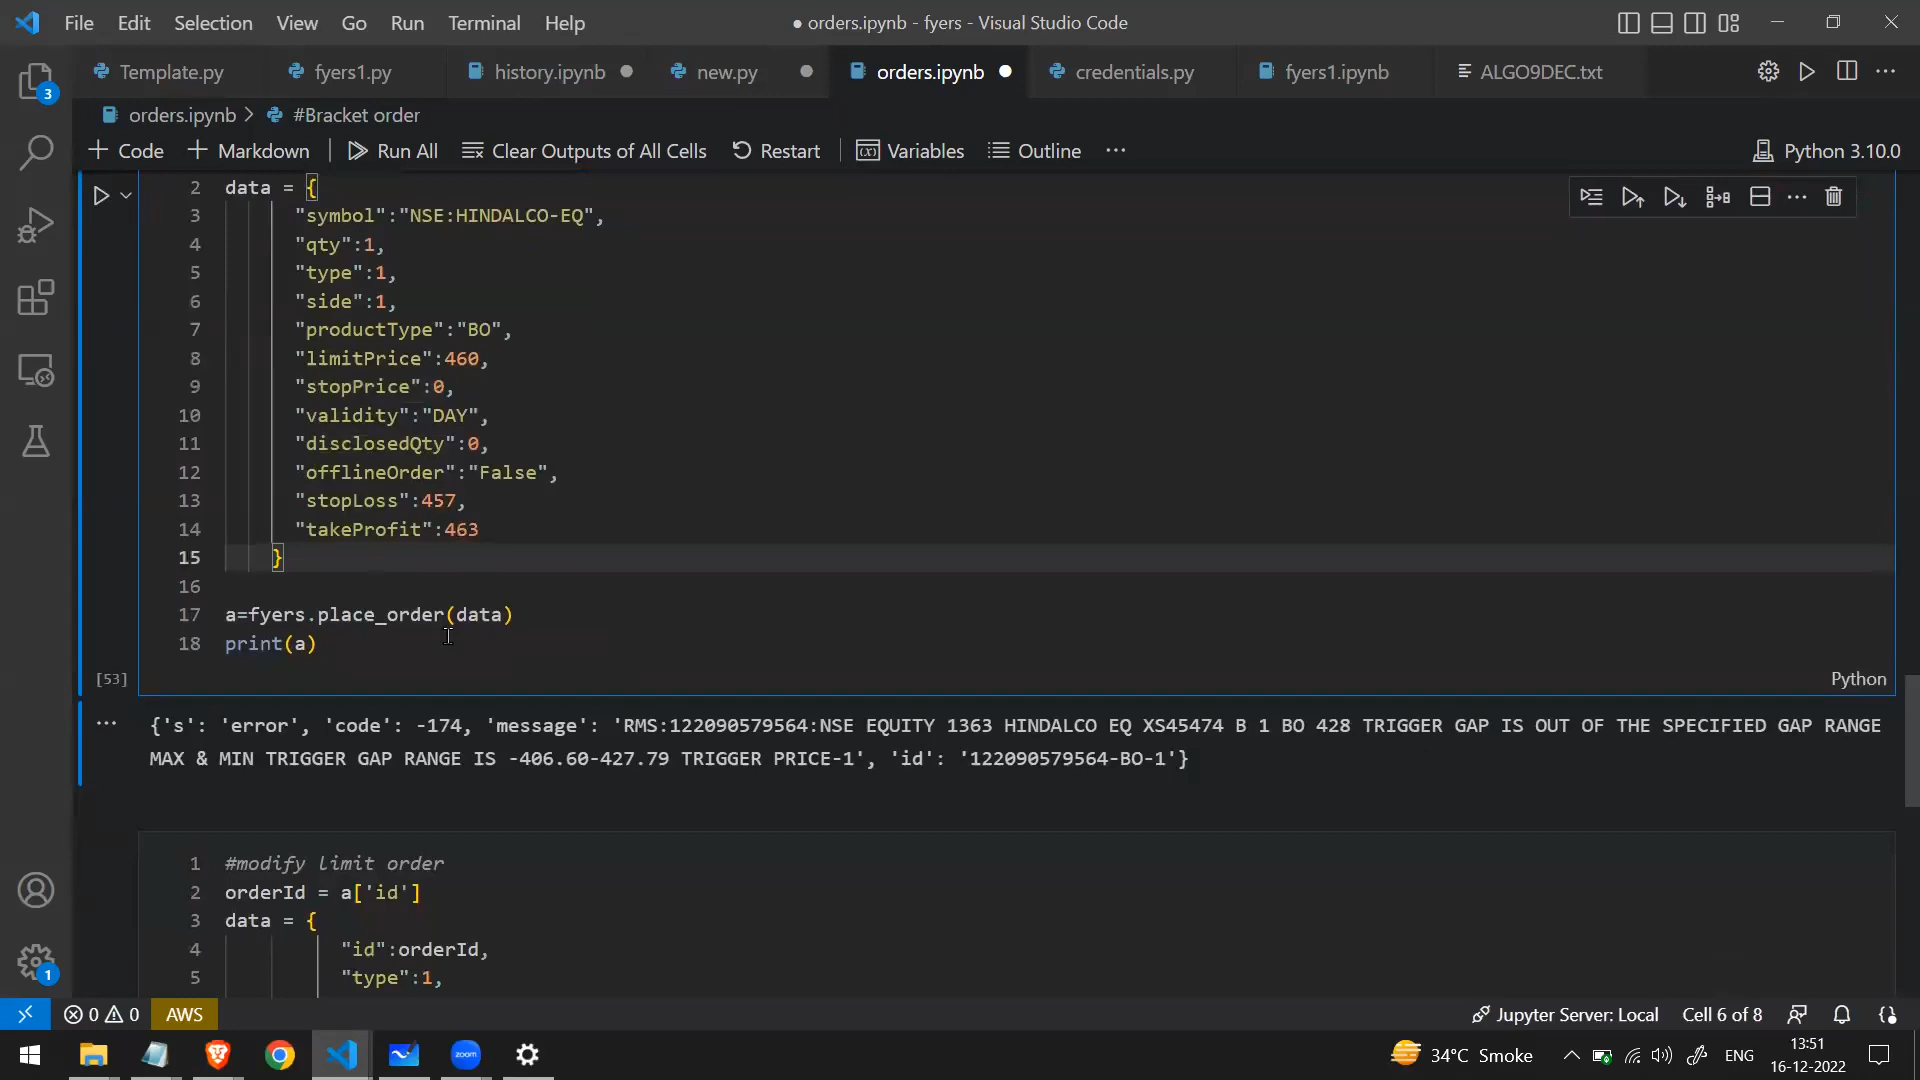 File Edit Selection View Go Run Terminal Help
● orders.ipynb - fyers - Visual Studio Code
Template.py fyers1.py history.ipynb new.py orders.ipynb credentials.py fyers1.ipynb ALGO9DEC.txt
3
orders.ipynb > #Bracket order
+ Code + Markdown | Run All Clear Outputs of All Cells Restart | Variables Outline ... Python 3.10.0
2 data = {
3 "symbol":"NSE:HINDALCO-EQ",
4 "qty":1,
5 "type":1,
6 "side":1,
7 "productType":"BO",
8 "limitPrice":460,
9 "stopPrice":0,
10 "validity":"DAY",
11 "disclosedQty":0,
12 "offlineOrder":"False",
13 "stopLoss":457,
14 "takeProfit":463
15 }
16
17 a=fyers.place_order(data)
18 print(a)
[53] Python
{'s': 'error', 'code': -174, 'message': 'RMS:122090579564:NSE EQUITY 1363 HINDALCO EQ XS45474 B 1 BO 428 TRIGGER GAP IS OUT OF THE SPECIFIED GAP RANGE
MAX & MIN TRIGGER GAP RANGE IS -406.60-427.79 TRIGGER PRICE-1', 'id': '122090579564-BO-1'}
1 #modify limit order
2 orderId = a['id']
3 data = {
4 "id":orderId,
5 "type":1,
1
0 0 AWS Jupyter Server: Local Cell 6 of 8
zoom 34°C Smoke ENG
13:51
16-12-2022